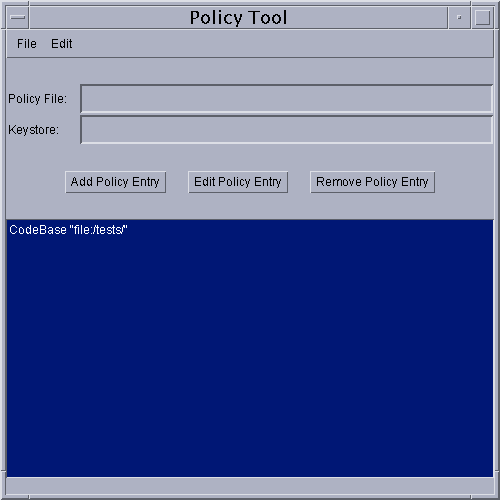 Policy Tool
File Edit
Policy File:
Keystore:
Add Policy Entry Edit Policy Entry Remove Policy Entry
CodeBase "file:/tests/"